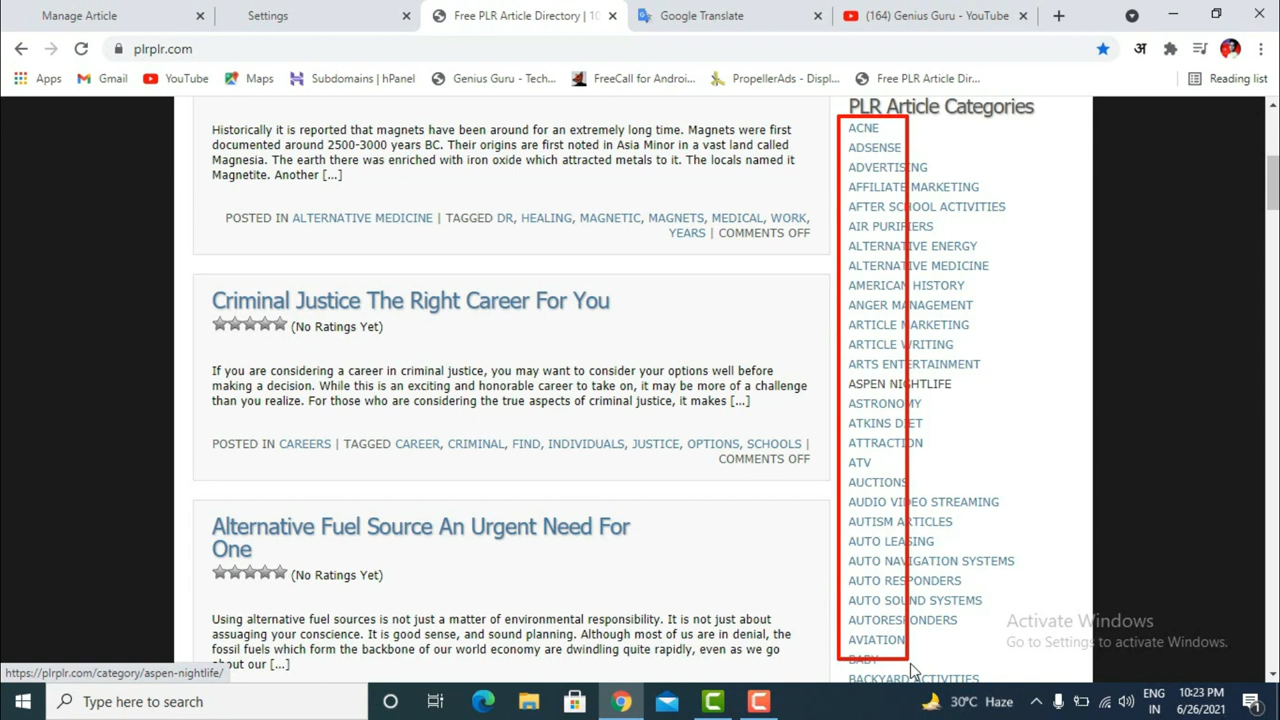 Manage Article
Settings
Free PLR Article Directory | 10
Google Translate
(164) Genius Guru - YouTube
plrplr.com
अ
Apps
Gmail
YouTube
Maps
Subdomains | hPanel
Genius Guru - Tech...
FreeCall for Androi...
PropellerAds - Displ...
Free PLR Article Dir...
Reading list
Historically it is reported that magnets have been around for an extremely long time. Magnets were first
documented around 2500-3000 years BC. Their origins are first noted in Asia Minor in a vast land called
Magnesia. The earth there was enriched with iron oxide which attracted metals to it. The locals named it
Magnetite. Another [...]
POSTED IN ALTERNATIVE MEDICINE | TAGGED DR, HEALING, MAGNETIC, MAGNETS, MEDICAL, WORK,
YEARS | COMMENTS OFF
Criminal Justice The Right Career For You
(No Ratings Yet)
If you are considering a career in criminal justice, you may want to consider your options well before
making a decision. While this is an exciting and honorable career to take on, it may be more of a challenge
than you realize. For those who are considering the true aspects of criminal justice, it makes [...]
POSTED IN CAREERS | TAGGED CAREER, CRIMINAL, FIND, INDIVIDUALS, JUSTICE, OPTIONS, SCHOOLS |
COMMENTS OFF
Alternative Fuel Source An Urgent Need For
One
(No Ratings Yet)
Using alternative fuel sources is not just a matter of environmental responsibility. It is not just about
assuaging your conscience. It is good sense, and sound planning. Although most of us are in denial, the
fossil fuels which form the backbone of our world economy are dwindling quite rapidly, even as we go
about our [...]
PLR Article Categories
ACNE
ADSENSE
ADVERTISING
AFFILIATE MARKETING
AFTER SCHOOL ACTIVITIES
AIR PURIFIERS
ALTERNATIVE ENERGY
ALTERNATIVE MEDICINE
AMERICAN HISTORY
ANGER MANAGEMENT
ARTICLE MARKETING
ARTICLE WRITING
ARTS ENTERTAINMENT
ASPEN NIGHTLIFE
ASTRONOMY
ATKINS DIET
ATTRACTION
ATV
AUCTIONS
AUDIO VIDEO STREAMING
AUTISM ARTICLES
AUTO LEASING
AUTO NAVIGATION SYSTEMS
AUTO RESPONDERS
AUTO SOUND SYSTEMS
AUTORESPONDERS
AVIATION
BABY
BACKYARD ACTIVITIES
Activate Windows
Go to Settings to activate Windows.
https://plrplr.com/category/aspen-nightlife/
Type here to search
30°C Haze
ENG
IN
10:23 PM
6/26/2021
1